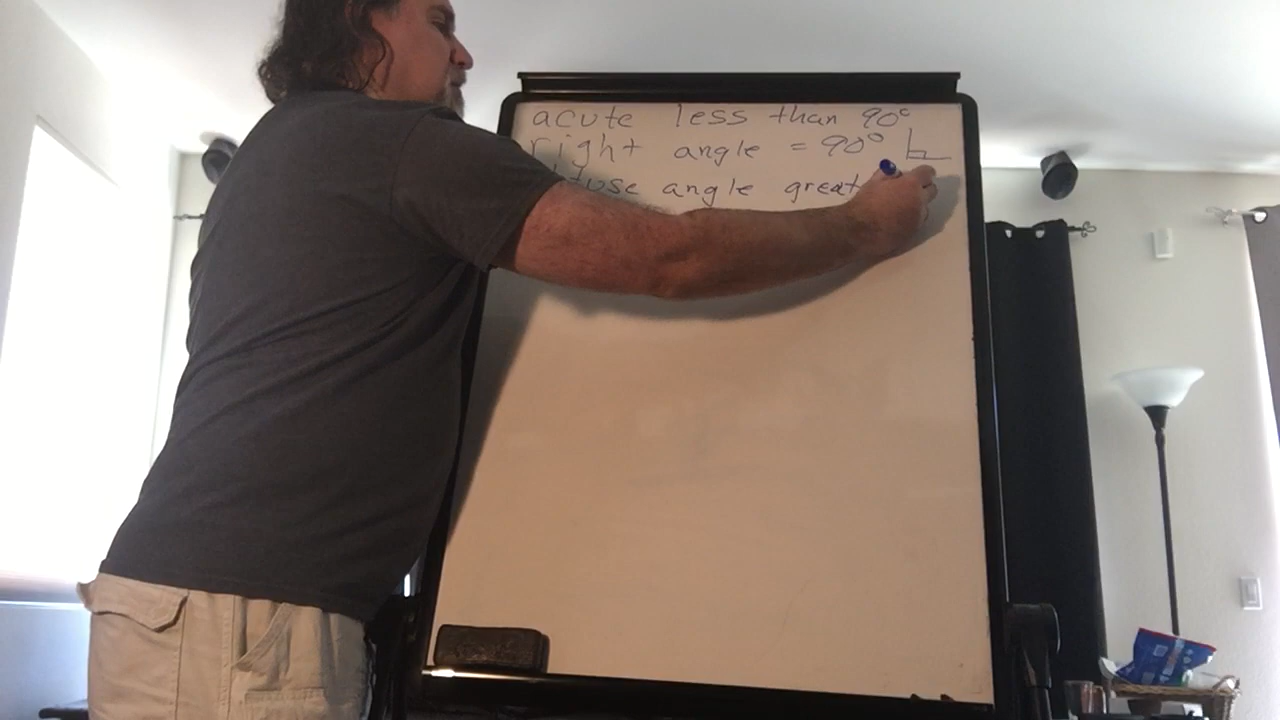 acute less than 90°
right angle = 90°
angle great